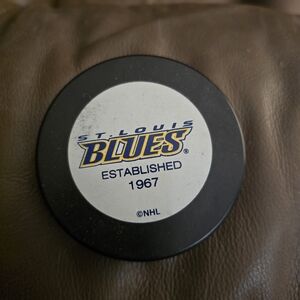 ST. LOUIS
BLUES®
ESTABLISHED
1967
©NHL